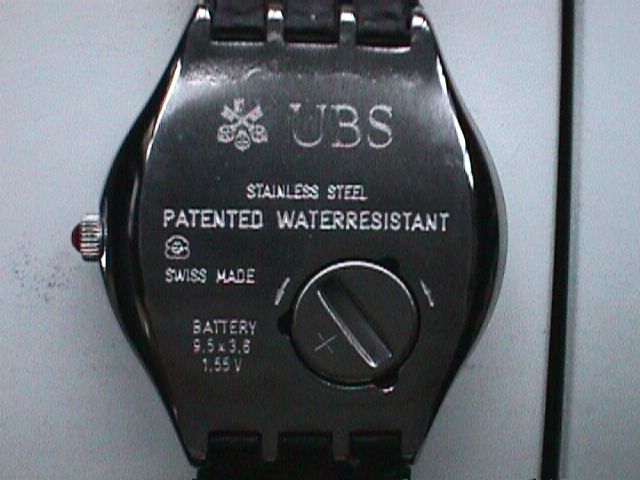 UBS
STAINLESS STEEL
PATENTED WATERRESISTANT
SWISS MADE
BATTERY
9.5 x 3.6
1.55 V